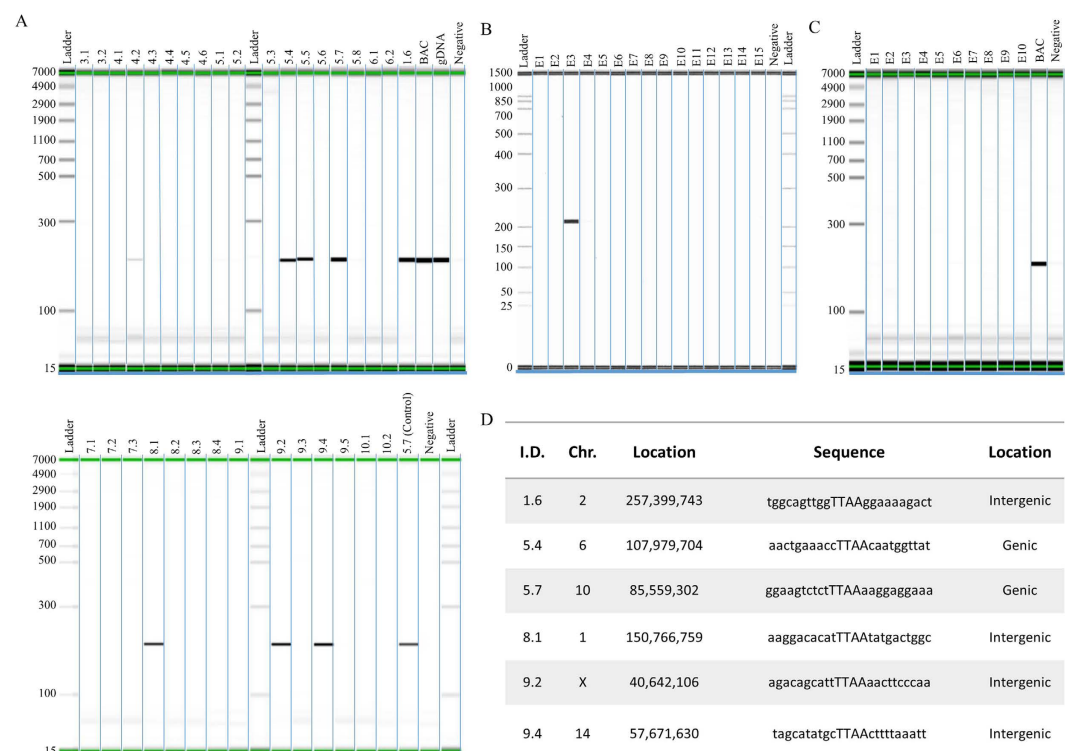 A
Ladder 3.1 3.2 4.1 4.2 4.3 4.4 4.5 4.6 5.1 5.2 Ladder 5.3 5.4 5.5 5.6 5.7 5.8 6.1 6.2 1.6 BAC gDNA Negative
7000
4900
2900
1900
1100
700
500
300
100
15
B
Ladder E1 E2 E3 E4 E5 E6 E7 E8 E9 E10 E11 E12 E13 E14 E15 Negative Ladder
1500
1000
850
700
500
400
300
200
150
100
50
25
0
C
Ladder E1 E2 E3 E4 E5 E6 E7 E8 E9 E10 BAC Negative
7000
4900
2900
1900
1100
700
500
300
100
15
Ladder 7.1 7.2 7.3 8.1 8.2 8.3 8.4 9.1 Ladder 9.2 9.3 9.4 9.5 10.1 10.2 5.7 (Control) Negative Ladder
7000
4900
2900
1900
1100
700
500
300
100
15
D
I.D. Chr. Location Sequence Location
1.6 2 257,399,743 tggcagttggTTAAggaaaagact Intergenic
5.4 6 107,979,704 aactgaaaccTTAAcaatggttat Genic
5.7 10 85,559,302 ggaagtctctTTAAaaggaggaaa Genic
8.1 1 150,766,759 aaggacacatTTAAtatgactggc Intergenic
9.2 X 40,642,106 agacagcattTTAAaacttcccaa Intergenic
9.4 14 57,671,630 tagcatatgcTTAActtttaaatt Intergenic